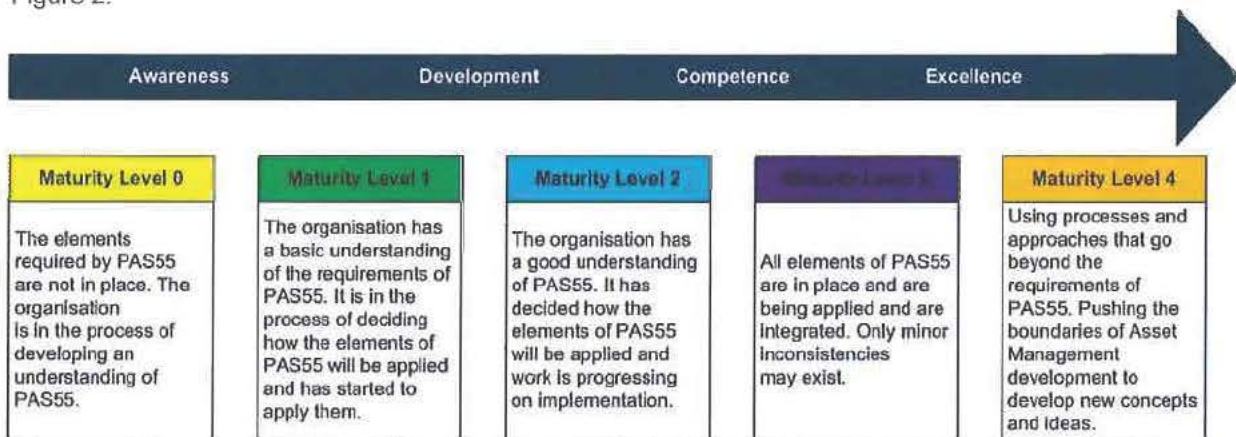 Figure 2.
Awareness Development Competence Excellence
Maturity Level 0
The elements
required by PAS55
are not in place. The
organisation
is in the process of
developing an
understanding of
PAS55.
Maturity Level 1
The organisation has
a basic understanding
of the requirements of
PAS55. It is in the
process of deciding
how the elements of
PAS55 will be applied
and has started to
apply them.
Maturity Level 2
The organisation has
a good understanding
of PAS55. It has
decided how the
elements of PAS55
will be applied and
work is progressing
on implementation.
Maturity Level
All elements of PAS55
are in place and are
being applied and are
integrated. Only minor
inconsistencies
may exist.
Maturity Level 4
Using processes and
approaches that go
beyond the
requirements of
PAS55. Pushing the
boundaries of Asset
Management
development to
develop new concepts
and ideas.